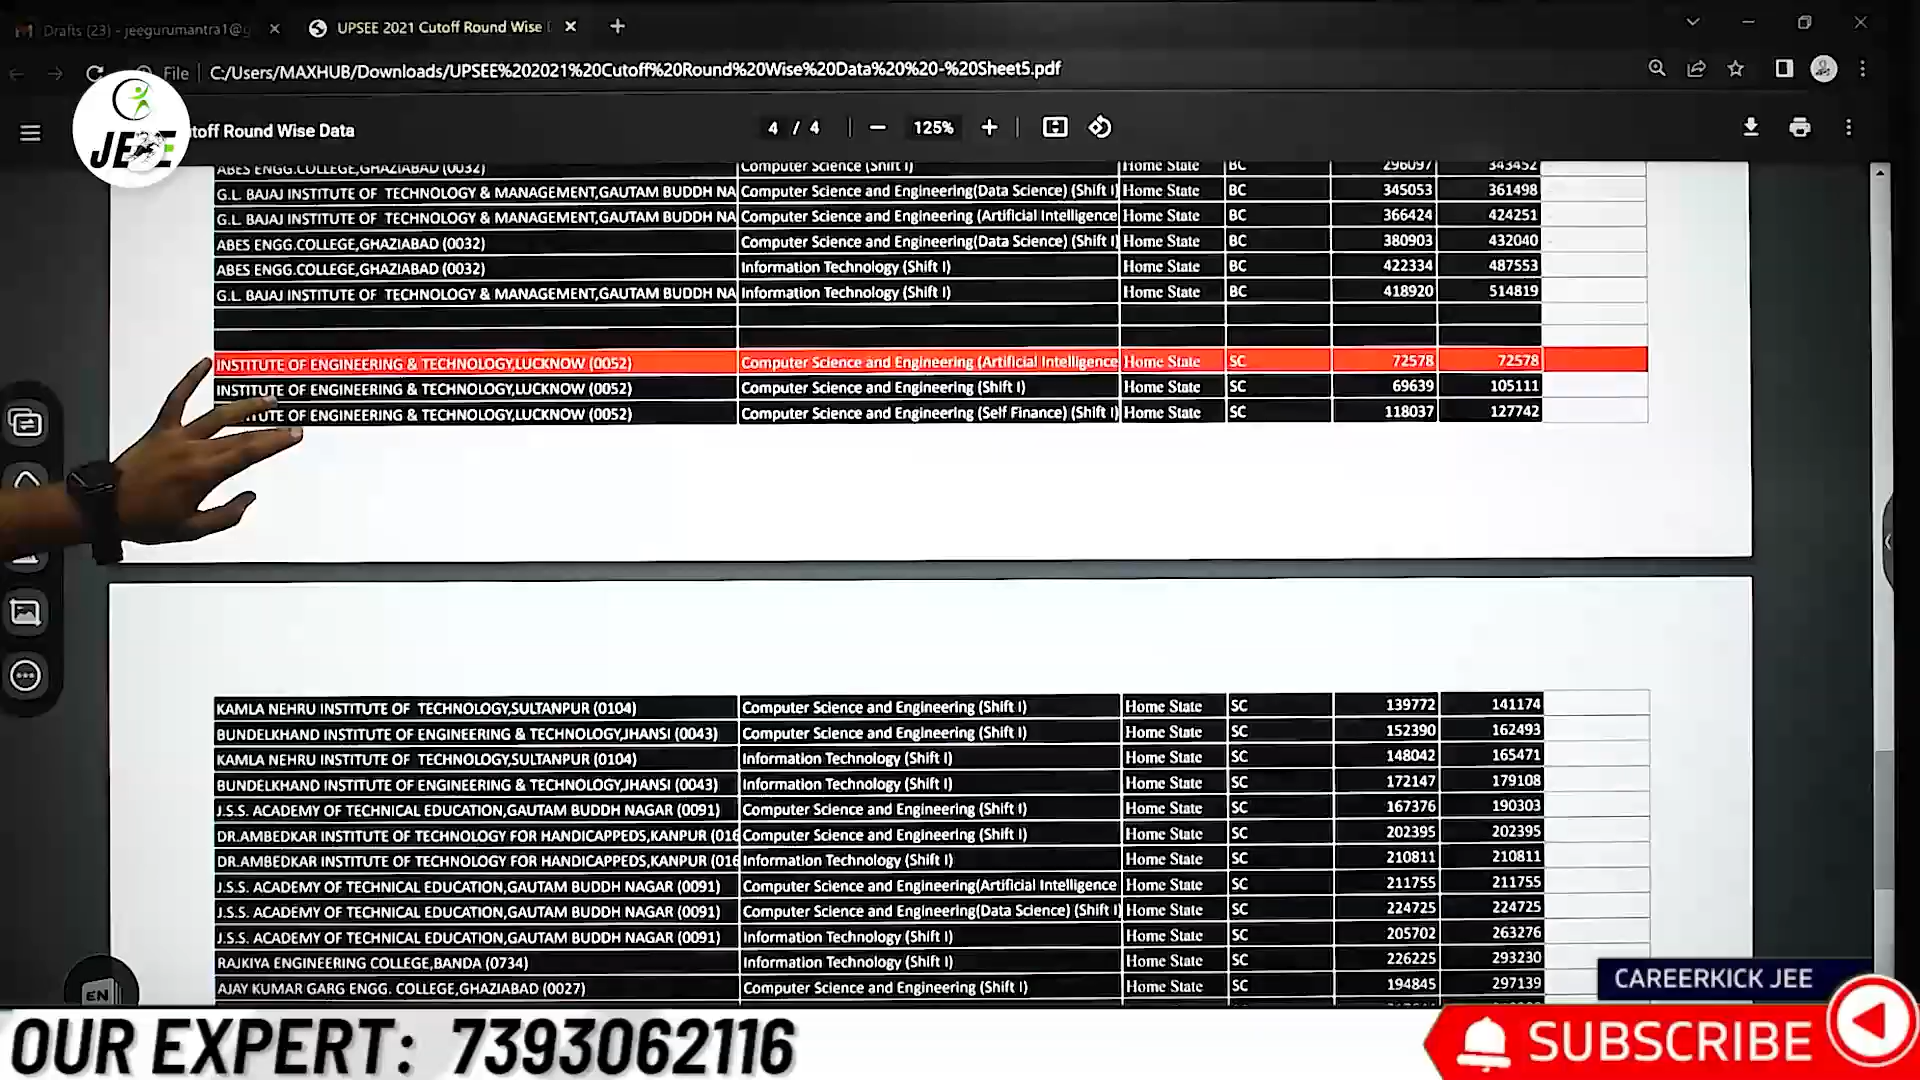 Drafts (23) - jeegurumantra1@g
UPSEE 2021 Cutoff Round Wise
File C:/Users/MAXHUB/Downloads/UPSEE%202021%20Cutoff%20Round%20Wise%20Data%20%20-%20Sheet5.pdf
JEE
utoff Round Wise Data 4 / 4 125%
ABES ENGG.COLLEGE,GHAZIABAD (0032) Computer Science (Shift I) Home State BC 296097 343452
G.L. BAJAJ INSTITUTE OF TECHNOLOGY & MANAGEMENT,GAUTAM BUDDH NA Computer Science and Engineering(Data Science) (Shift I) Home State BC 345053 361498
G.L. BAJAJ INSTITUTE OF TECHNOLOGY & MANAGEMENT,GAUTAM BUDDH NA Computer Science and Engineering (Artificial Intelligence Home State BC 366424 424251
ABES ENGG.COLLEGE,GHAZIABAD (0032) Computer Science and Engineering(Data Science) (Shift I) Home State BC 380903 432040
ABES ENGG.COLLEGE,GHAZIABAD (0032) Information Technology (Shift I) Home State BC 422334 487553
G.L. BAJAJ INSTITUTE OF TECHNOLOGY & MANAGEMENT,GAUTAM BUDDH NA Information Technology (Shift I) Home State BC 418920 514819
INSTITUTE OF ENGINEERING & TECHNOLOGY,LUCKNOW (0052) Computer Science and Engineering (Artificial Intelligence Home State SC 72578 72578
INSTITUTE OF ENGINEERING & TECHNOLOGY,LUCKNOW (0052) Computer Science and Engineering (Shift I) Home State SC 69639 105111
TUTE OF ENGINEERING & TECHNOLOGY,LUCKNOW (0052) Computer Science and Engineering (Self Finance) (Shift I) Home State SC 118037 127742
KAMLA NEHRU INSTITUTE OF TECHNOLOGY,SULTANPUR (0104) Computer Science and Engineering (Shift I) Home State SC 139772 141174
BUNDELKHAND INSTITUTE OF ENGINEERING & TECHNOLOGY,JHANSI (0043) Computer Science and Engineering (Shift I) Home State SC 152390 162493
KAMLA NEHRU INSTITUTE OF TECHNOLOGY,SULTANPUR (0104) Information Technology (Shift I) Home State SC 148042 165471
BUNDELKHAND INSTITUTE OF ENGINEERING & TECHNOLOGY,JHANSI (0043) Information Technology (Shift I) Home State SC 172147 179108
J.S.S. ACADEMY OF TECHNICAL EDUCATION,GAUTAM BUDDH NAGAR (0091) Computer Science and Engineering (Shift I) Home State SC 167376 190303
DR.AMBEDKAR INSTITUTE OF TECHNOLOGY FOR HANDICAPPEDS,KANPUR (016 Computer Science and Engineering (Shift I) Home State SC 202395 202395
DR.AMBEDKAR INSTITUTE OF TECHNOLOGY FOR HANDICAPPEDS,KANPUR (016 Information Technology (Shift I) Home State SC 210811 210811
J.S.S. ACADEMY OF TECHNICAL EDUCATION,GAUTAM BUDDH NAGAR (0091) Computer Science and Engineering(Artificial Intelligence Home State SC 211755 211755
J.S.S. ACADEMY OF TECHNICAL EDUCATION,GAUTAM BUDDH NAGAR (0091) Computer Science and Engineering(Data Science) (Shift I) Home State SC 224725 224725
J.S.S. ACADEMY OF TECHNICAL EDUCATION,GAUTAM BUDDH NAGAR (0091) Information Technology (Shift I) Home State SC 205702 263276
RAJKIYA ENGINEERING COLLEGE,BANDA (0734) Information Technology (Shift I) Home State SC 226225 293230
AJAY KUMAR GARG ENGG. COLLEGE,GHAZIABAD (0027) Computer Science and Engineering (Shift I) Home State SC 194845 297139
EN
CAREERKICK JEE
OUR EXPERT: 7393062116
SUBSCRIBE